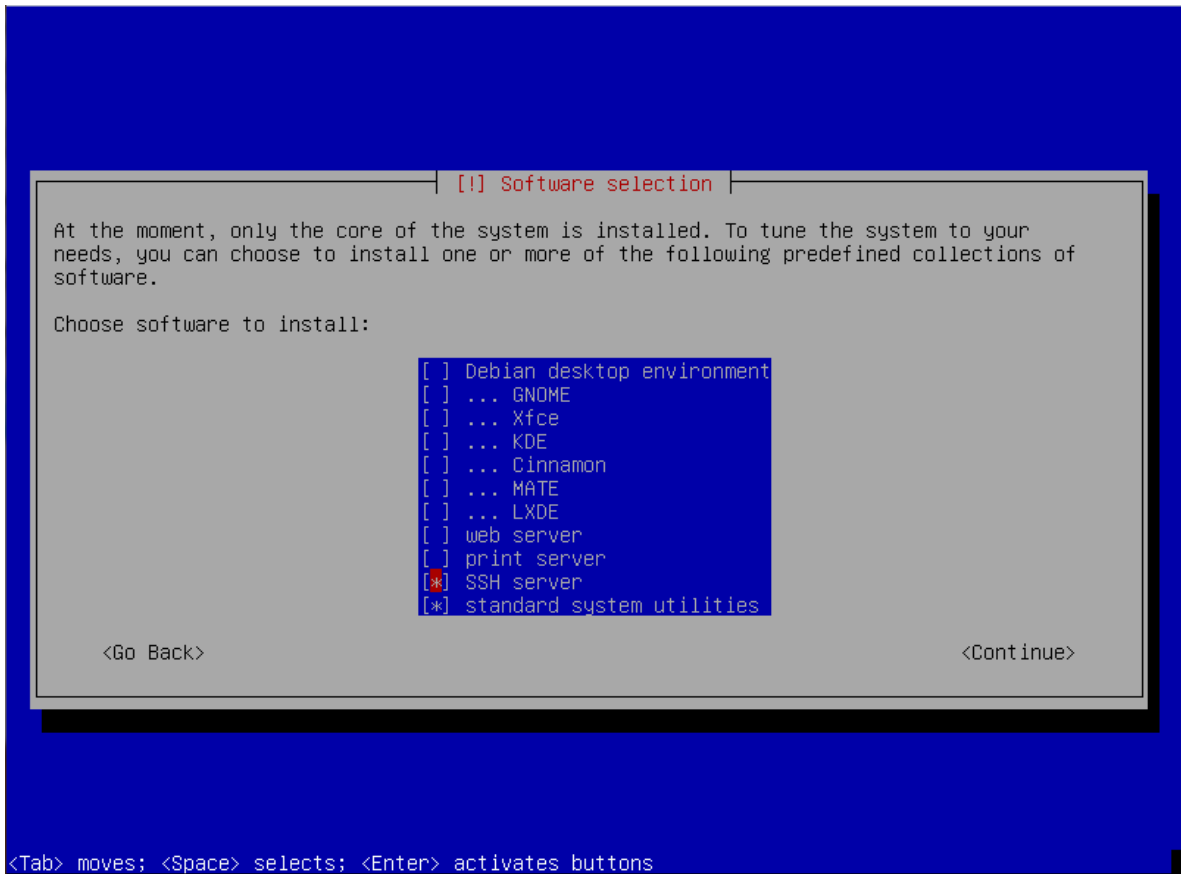 [!] Software selection
At the moment, only the core of the system is installed. To tune the system to your
needs, you can choose to install one or more of the following predefined collections of
software.
Choose software to install:
[ ] Debian desktop environment
[ ] ... GNOME
[ ] ... Xfce
[ ] ... KDE
[ ] ... Cinnamon
[ ] ... MATE
[ ] ... LXDE
[ ] web server
[ ] print server
[*] SSH server
[*] standard system utilities
<Go Back> <Continue>
<Tab> moves; <Space> selects; <Enter> activates buttons